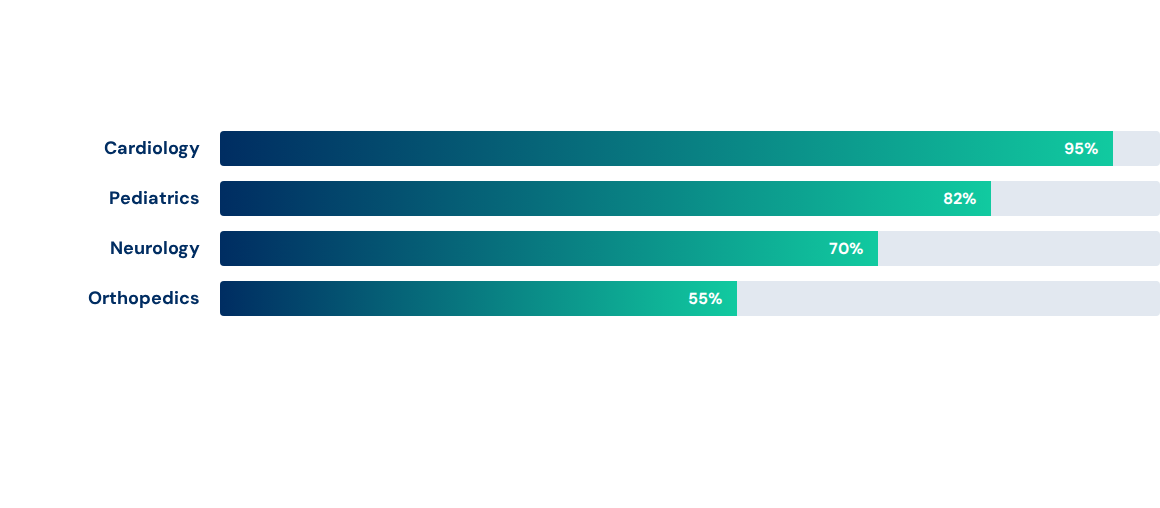 Cardiology 95%
Pediatrics 82%
Neurology 70%
Orthopedics 55%